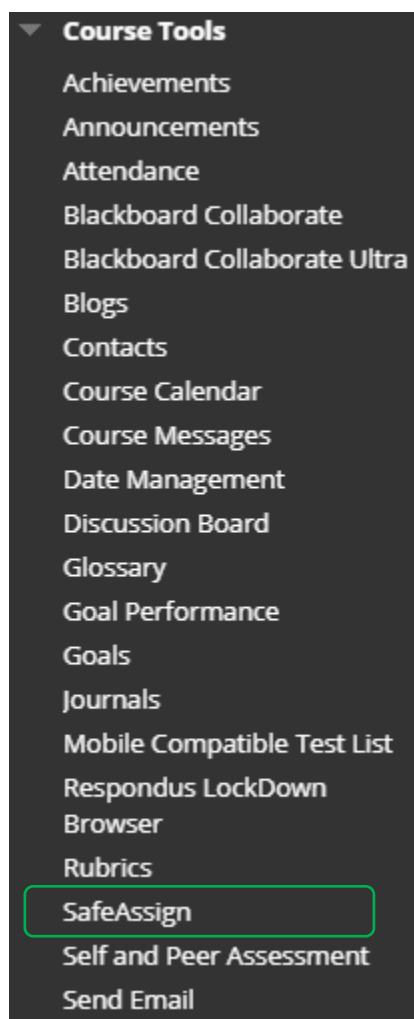 Course Tools
Achievements
Announcements
Attendance
Blackboard Collaborate
Blackboard Collaborate Ultra
Blogs
Contacts
Course Calendar
Course Messages
Date Management
Discussion Board
Glossary
Goal Performance
Goals
Journals
Mobile Compatible Test List
Respondus LockDown
Browser
Rubrics
SafeAssign
Self and Peer Assessment
Send Email